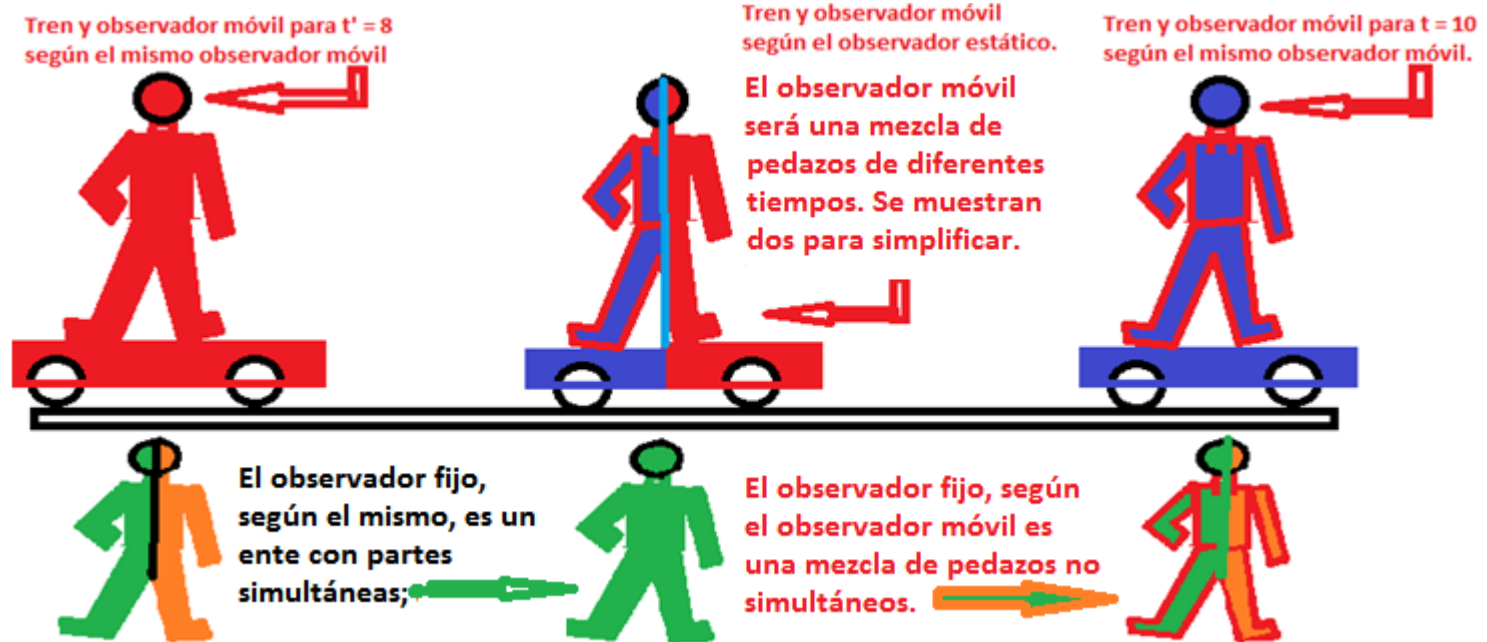 Tren y observador móvil para t' = 8
según el mismo observador móvil
Tren y observador móvil
según el observador estático.
El observador móvil
será una mezcla de
pedazos de diferentes
tiempos. Se muestran
dos para simplificar.
Tren y observador móvil para t = 10
según el mismo observador móvil.
El observador fijo,
según el mismo, es un
ente con partes
simultáneas;
El observador fijo, según
el observador móvil es
una mezcla de pedazos no
simultáneos.